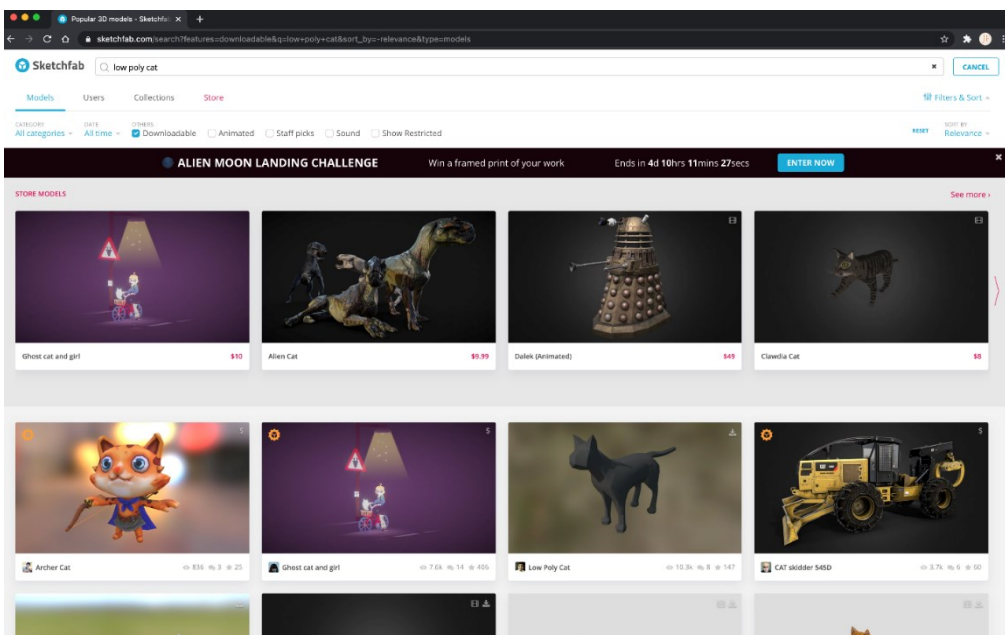 Popular 3D models - Sketchfab
sketchfab.com/search?features=downloadable&q=low+poly+cat&sort_by=-relevance&type=models
Sketchfab
low poly cat
CANCEL
Models Users Collections Store
Filters & Sort
CATEGORY DATE OTHERS SORT BY
All categories All time Downloadable Animated Staff picks Sound Show Restricted RESET Relevance
ALIEN MOON LANDING CHALLENGE Win a framed print of your work Ends in 4d 10hrs 11mins 27secs ENTER NOW
STORE MODELS See more ›
Ghost cat and girl $10 Alien Cat $9.99 Dalek (Animated) $49 Clawdia Cat $8
Archer Cat 836 3 25 Ghost cat and girl 7.6k 14 406 Low Poly Cat 10.3k 8 147 CAT skidder 545D 3.7k 6 60